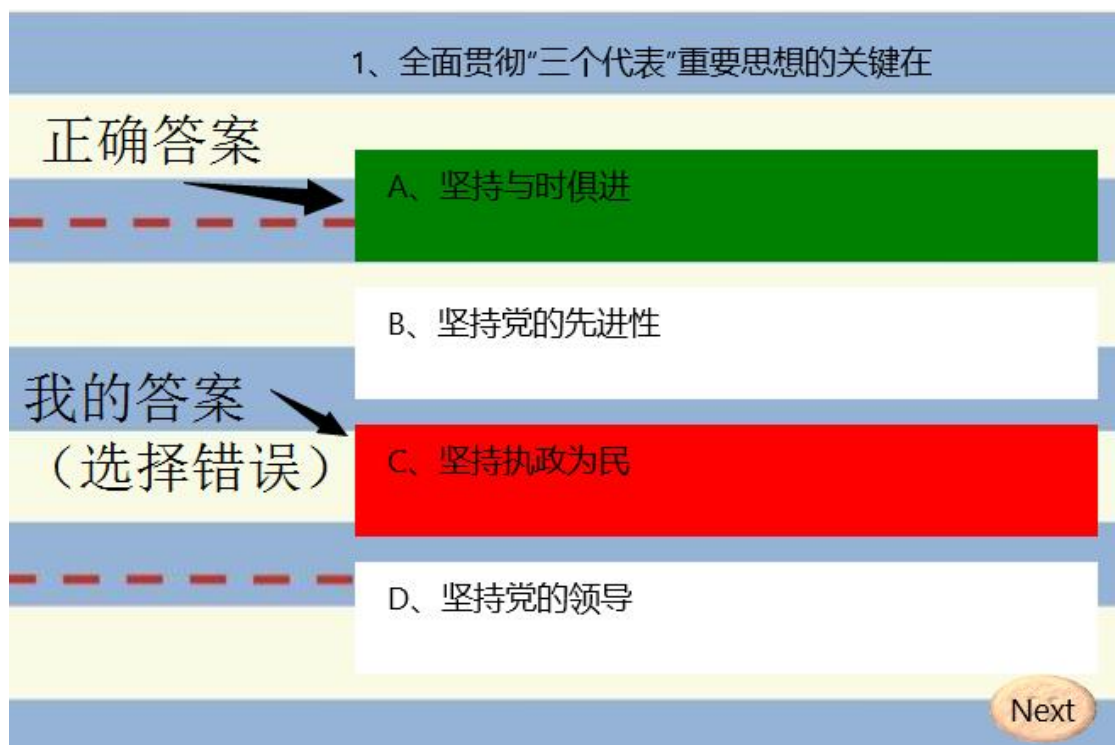 1、全面贯彻"三个代表"重要思想的关键在
正确答案
A、坚持与时俱进
B、坚持党的先进性
我的答案
（选择错误）
C、坚持执政为民
D、坚持党的领导
Next